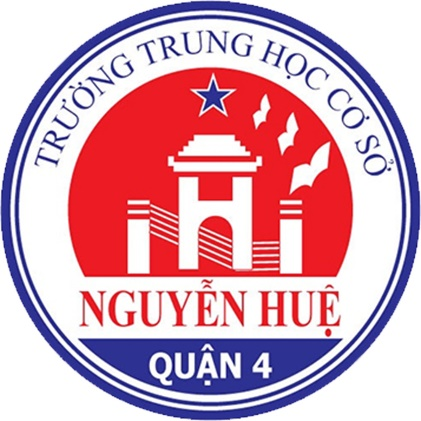 TRƯỜNG TRUNG HỌC CƠ SỞ
NGUYỄN HUỆ
QUẬN 4